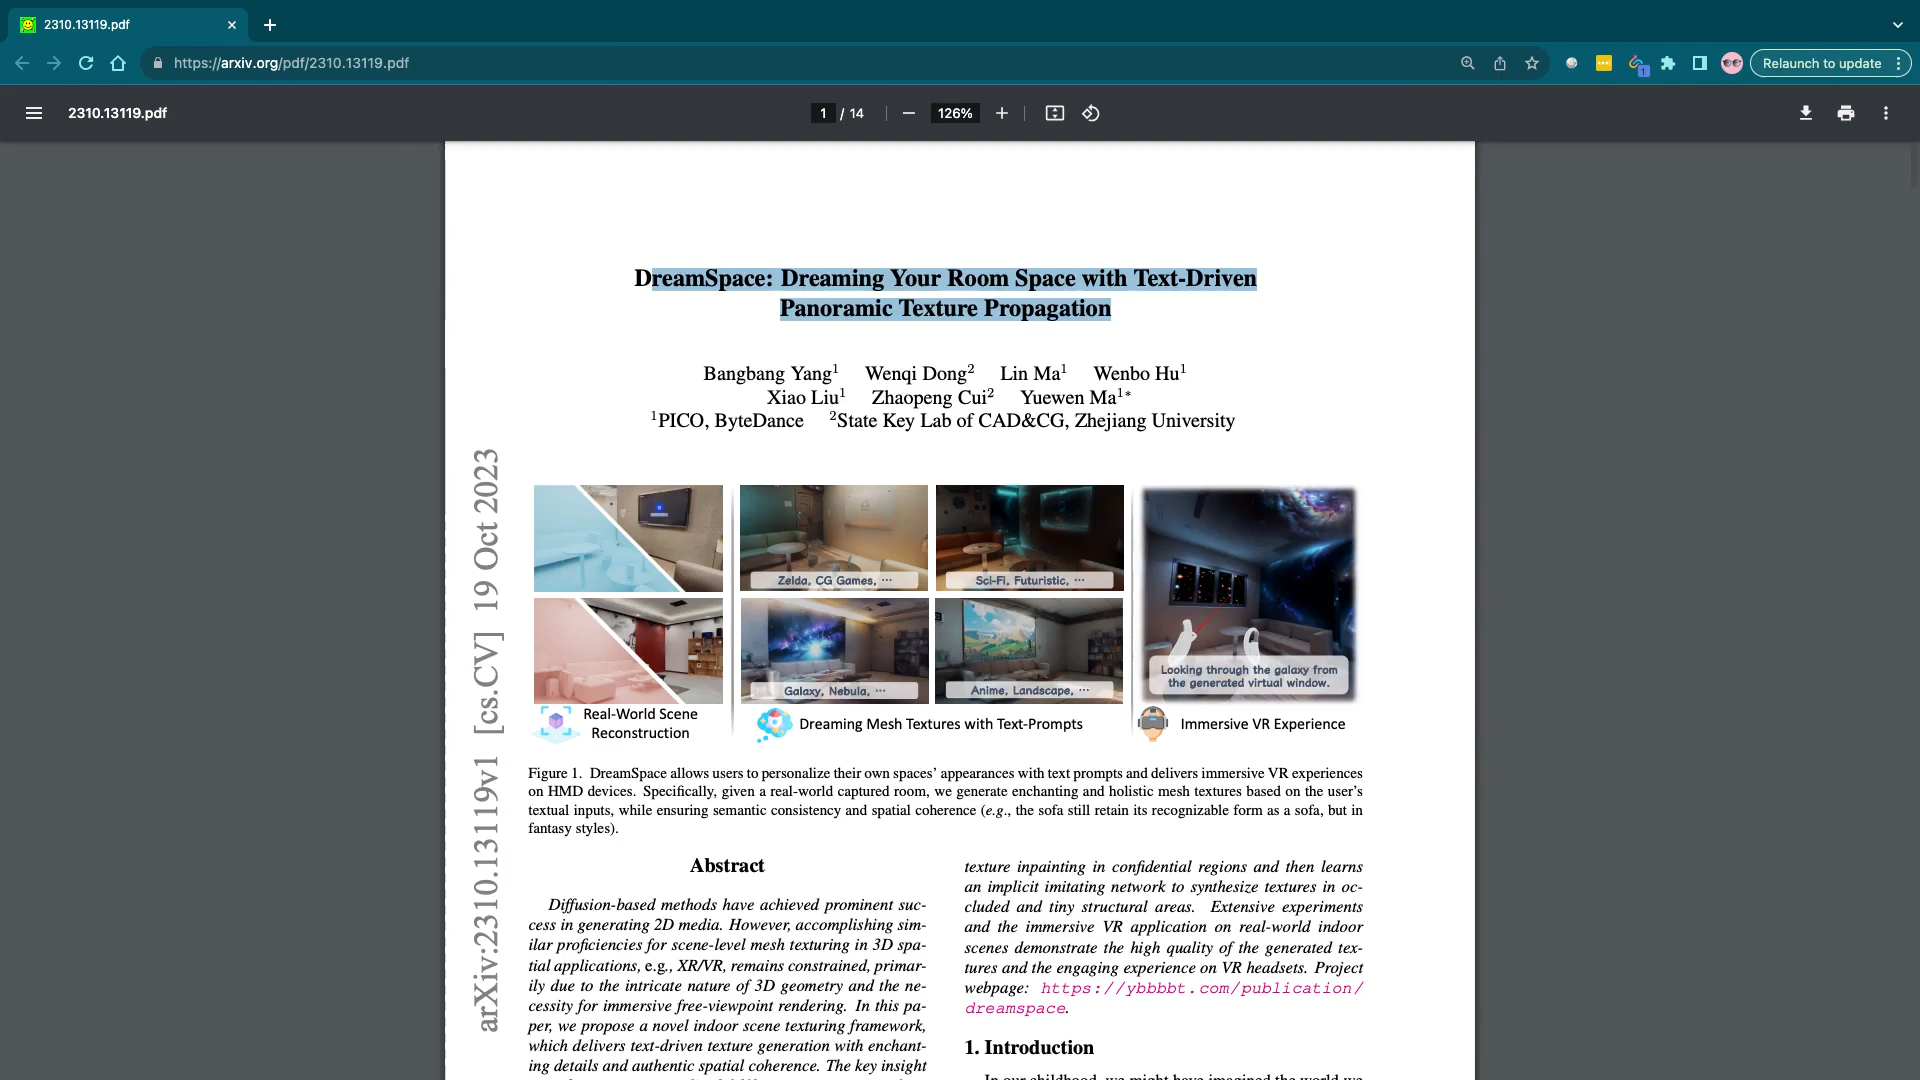 2310.13119.pdf
https://arxiv.org/pdf/2310.13119.pdf
1
Relaunch to update
2310.13119.pdf
1 / 14
126%
DreamSpace: Dreaming Your Room Space with Text-Driven
Panoramic Texture Propagation
Bangbang Yang¹ Wenqi Dong² Lin Ma¹ Wenbo Hu¹
Xiao Liu¹ Zhaopeng Cui² Yuewen Ma¹*
¹PICO, ByteDance ²State Key Lab of CAD&CG, Zhejiang University
arXiv:2310.13119v1 [cs.CV] 19 Oct 2023
Zelda, CG Games, ···
Sci-Fi, Futuristic, ···
Galaxy, Nebula, ···
Anime, Landscape, ···
Looking through the galaxy from
the generated virtual window.
Real-World Scene
Reconstruction
Dreaming Mesh Textures with Text-Prompts
Immersive VR Experience
Figure 1. DreamSpace allows users to personalize their own spaces’ appearances with text prompts and delivers immersive VR experiences
on HMD devices. Specifically, given a real-world captured room, we generate enchanting and holistic mesh textures based on the user’s
textual inputs, while ensuring semantic consistency and spatial coherence (e.g., the sofa still retain its recognizable form as a sofa, but in
fantasy styles).
Abstract
Diffusion-based methods have achieved prominent suc-
cess in generating 2D media. However, accomplishing sim-
ilar proficiencies for scene-level mesh texturing in 3D spa-
tial applications, e.g., XR/VR, remains constrained, primar-
ily due to the intricate nature of 3D geometry and the ne-
cessity for immersive free-viewpoint rendering. In this pa-
per, we propose a novel indoor scene texturing framework,
which delivers text-driven texture generation with enchant-
ing details and authentic spatial coherence. The key insight
texture inpainting in confidential regions and then learns
an implicit imitating network to synthesize textures in oc-
cluded and tiny structural areas. Extensive experiments
and the immersive VR application on real-world indoor
scenes demonstrate the high quality of the generated tex-
tures and the engaging experience on VR headsets. Project
webpage: https://ybbbbt.com/publication/
dreamspace.
1. Introduction
In our childhood, we might have imagined the world we